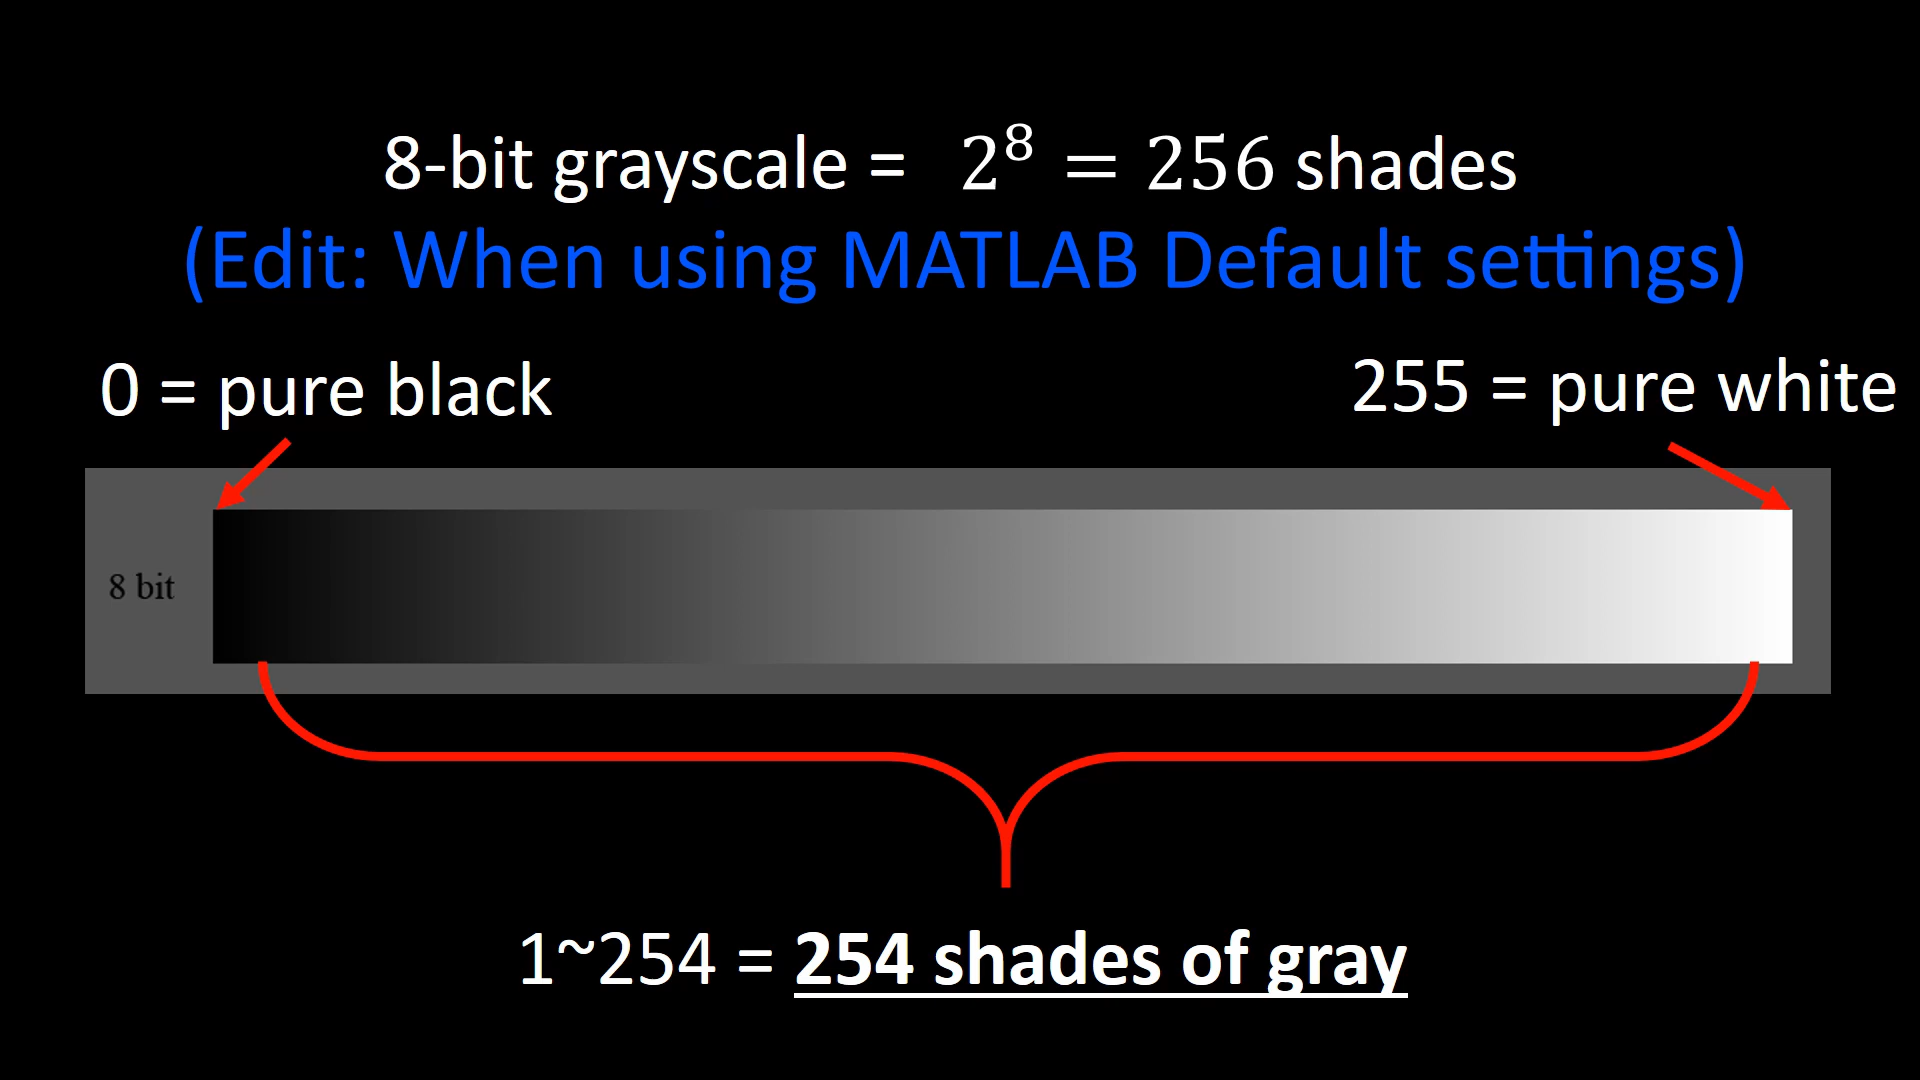 8-bit grayscale = 2⁸ = 256 shades
(Edit: When using MATLAB Default settings)
0 = pure black
255 = pure white
8 bit
1~254 = 254 shades of gray